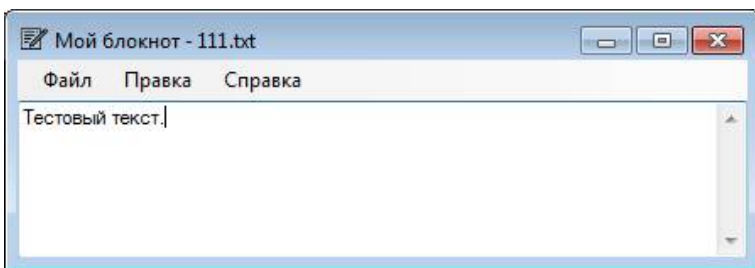 Мой блокнот - 111.txt
Файл Правка Справка
Тестовый текст.